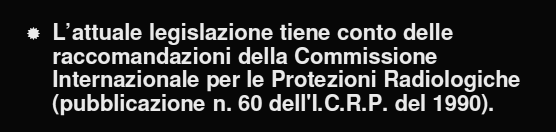 ✹ L’attuale legislazione tiene conto delle
raccomandazioni della Commissione
Internazionale per le Protezioni Radiologiche
(pubblicazione n. 60 dell'I.C.R.P. del 1990).